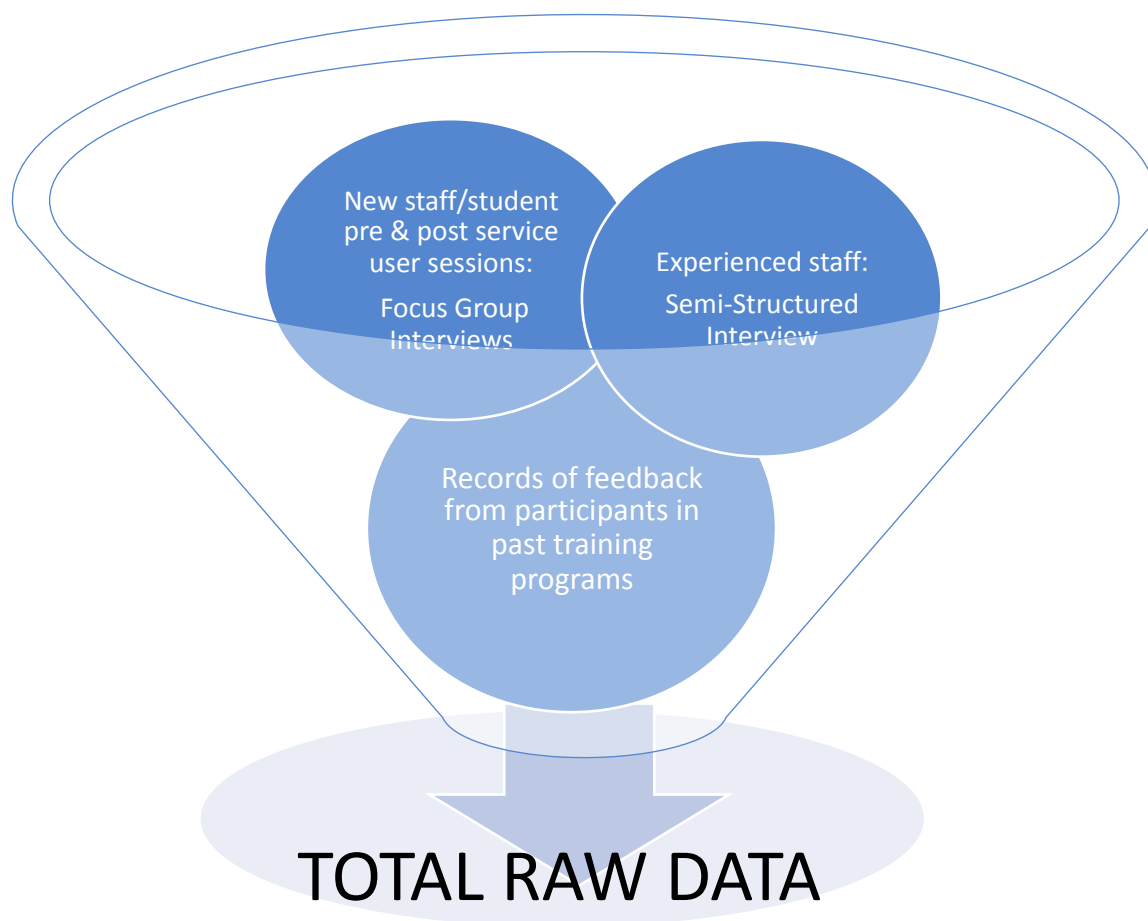 New staff/student
pre & post service
user sessions:
Focus Group
Interviews
Experienced staff:
Semi-Structured
Interview
Records of feedback
from participants in
past training
programs
TOTAL RAW DATA